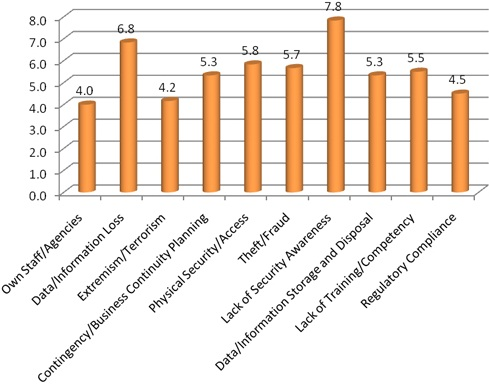 8.0
7.0
6.0
5.0
4.0
3.0
2.0
1.0
0.0
4.0
6.8
4.2
5.3
5.8
5.7
7.8
5.3
5.5
4.5
Own Staff/Agencies
Data/Information Loss
Extremism/Terrorism
Contingency/Business Continuity Planning
Physical Security/Access
Theft/Fraud
Lack of Security Awareness
Data/Information Storage and Disposal
Lack of Training/Competency
Regulatory Compliance